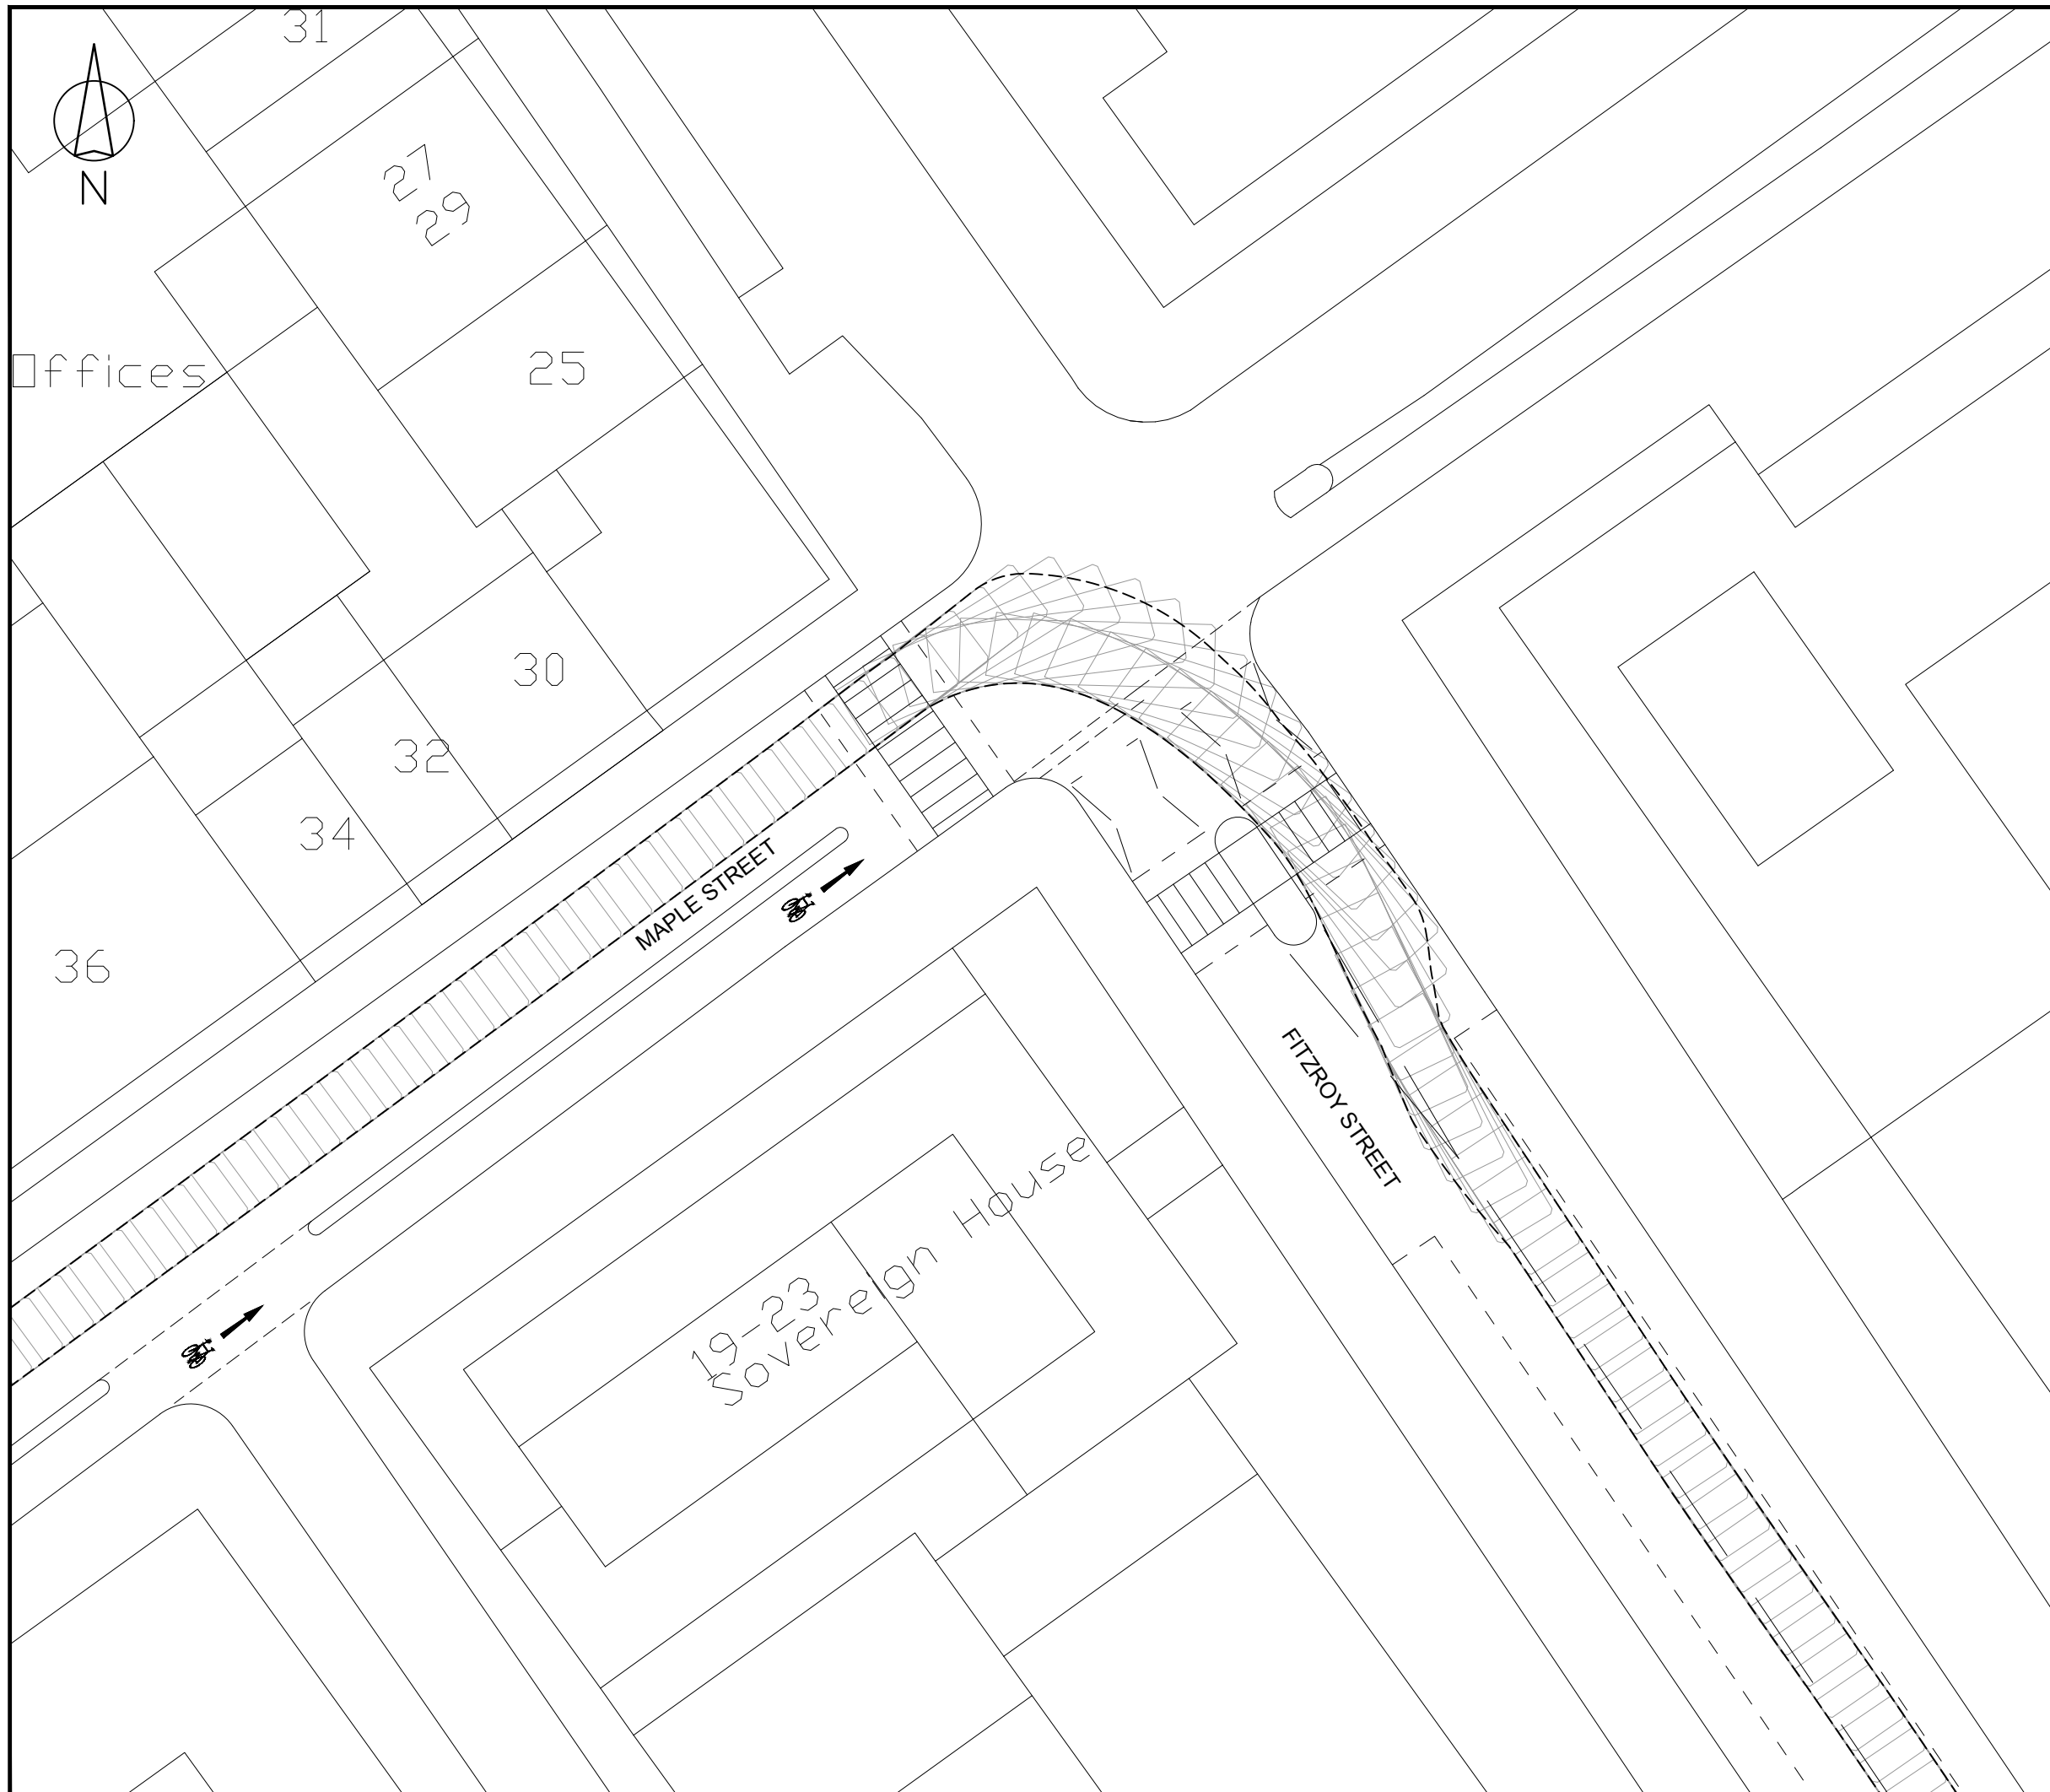 31
N
27
29
25
Offices
30
32
34
36
MAPLE STREET
FITZROY STREET
19-23
Sovereign House